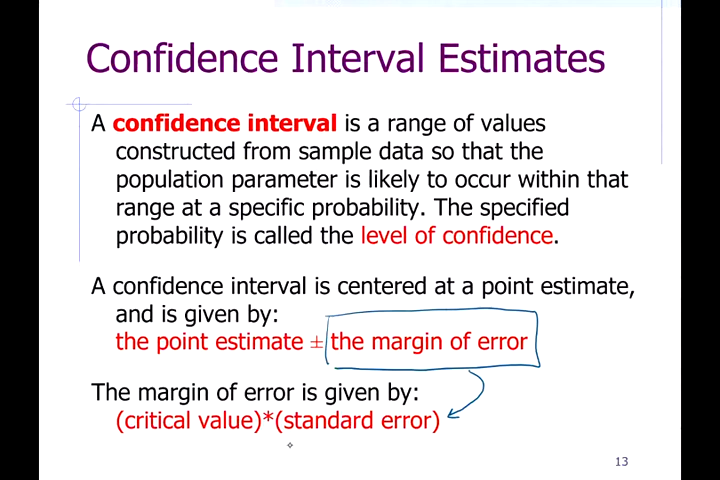 Confidence Interval Estimates
A confidence interval is a range of values
constructed from sample data so that the
population parameter is likely to occur within that
range at a specific probability. The specified
probability is called the level of confidence.
A confidence interval is centered at a point estimate,
and is given by:
the point estimate ± the margin of error
The margin of error is given by:
(critical value)*(standard error)
13